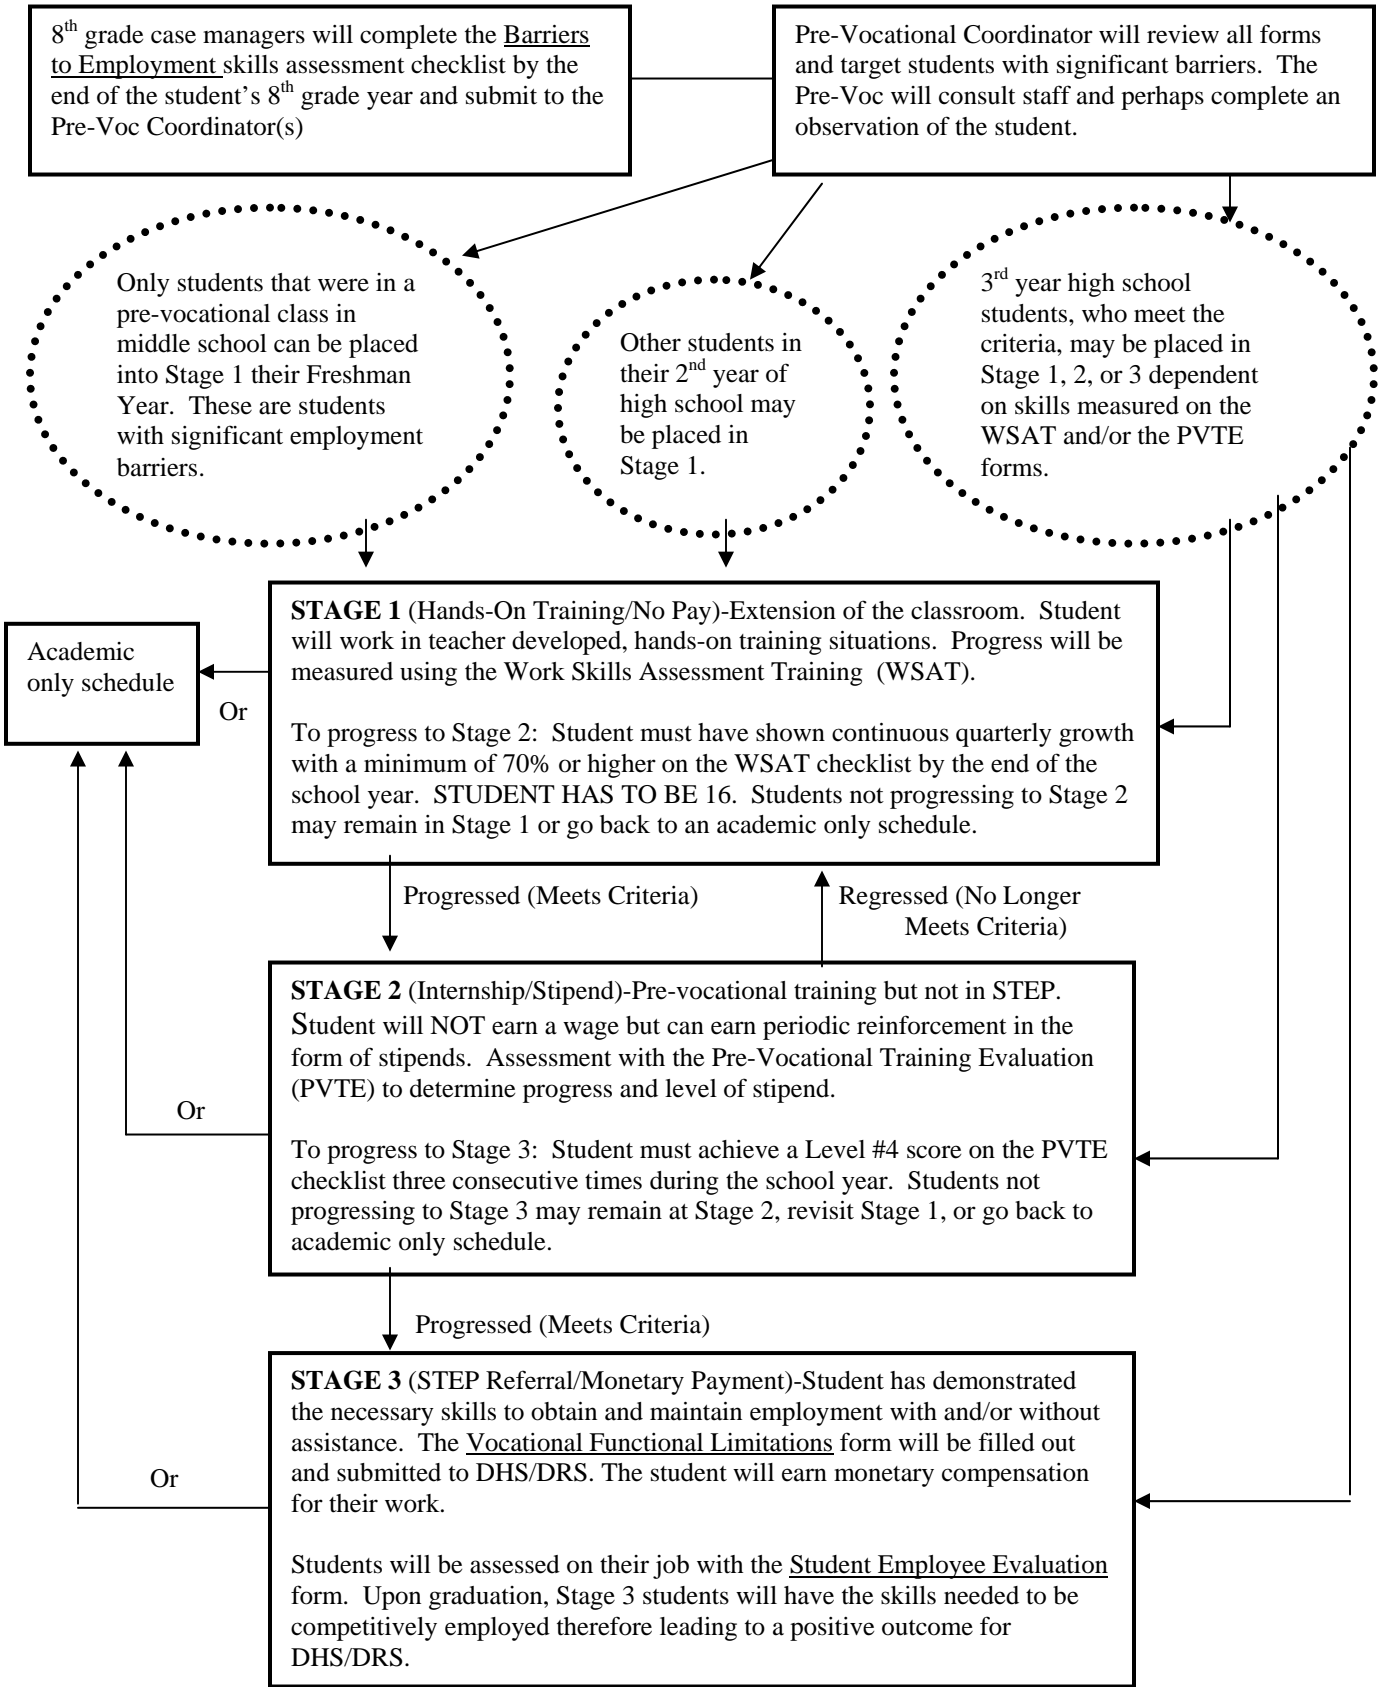 8th grade case managers will complete the Barriers
to Employment skills assessment checklist by the
end of the student’s 8th grade year and submit to the
Pre-Voc Coordinator(s)
Pre-Vocational Coordinator will review all forms
and target students with significant barriers.  The
Pre-Voc will consult staff and perhaps complete an
observation of the student.
Only students that were in a
pre-vocational class in
middle school can be placed
into Stage 1 their Freshman
Year.  These are students
with significant employment
barriers.
Other students in
their 2nd year of
high school may
be placed in
Stage 1.
3rd year high school
students, who meet the
criteria, may be placed in
Stage 1, 2, or 3 dependent
on skills measured on the
WSAT and/or the PVTE
forms.
STAGE 1 (Hands-On Training/No Pay)-Extension of the classroom.  Student
will work in teacher developed, hands-on training situations.  Progress will be
measured using the Work Skills Assessment Training  (WSAT).
To progress to Stage 2:  Student must have shown continuous quarterly growth
with a minimum of 70% or higher on the WSAT checklist by the end of the
school year.  STUDENT HAS TO BE 16.  Students not progressing to Stage 2
may remain in Stage 1 or go back to an academic only schedule.
Academic
only schedule
Or
Progressed (Meets Criteria)
Regressed (No Longer
Meets Criteria)
STAGE 2 (Internship/Stipend)-Pre-vocational training but not in STEP.
Student will NOT earn a wage but can earn periodic reinforcement in the
form of stipends.  Assessment with the Pre-Vocational Training Evaluation
(PVTE) to determine progress and level of stipend.
To progress to Stage 3:  Student must achieve a Level #4 score on the PVTE
checklist three consecutive times during the school year.  Students not
progressing to Stage 3 may remain at Stage 2, revisit Stage 1, or go back to
academic only schedule.
Or
Progressed (Meets Criteria)
STAGE 3 (STEP Referral/Monetary Payment)-Student has demonstrated
the necessary skills to obtain and maintain employment with and/or without
assistance.  The Vocational Functional Limitations form will be filled out
and submitted to DHS/DRS. The student will earn monetary compensation
for their work.
Students will be assessed on their job with the Student Employee Evaluation
form.  Upon graduation, Stage 3 students will have the skills needed to be
competitively employed therefore leading to a positive outcome for
DHS/DRS.
Or